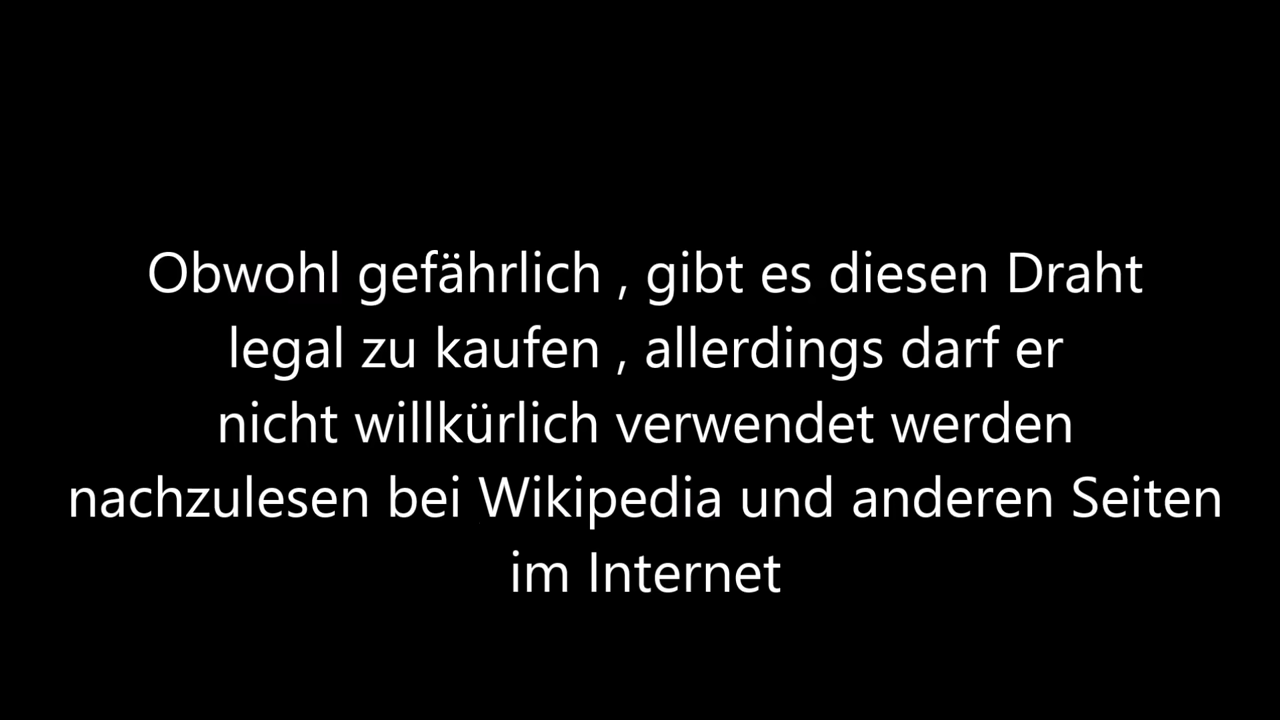 Obwohl gefährlich , gibt es diesen Draht
legal zu kaufen , allerdings darf er
nicht willkürlich verwendet werden
nachzulesen bei Wikipedia und anderen Seiten
im Internet